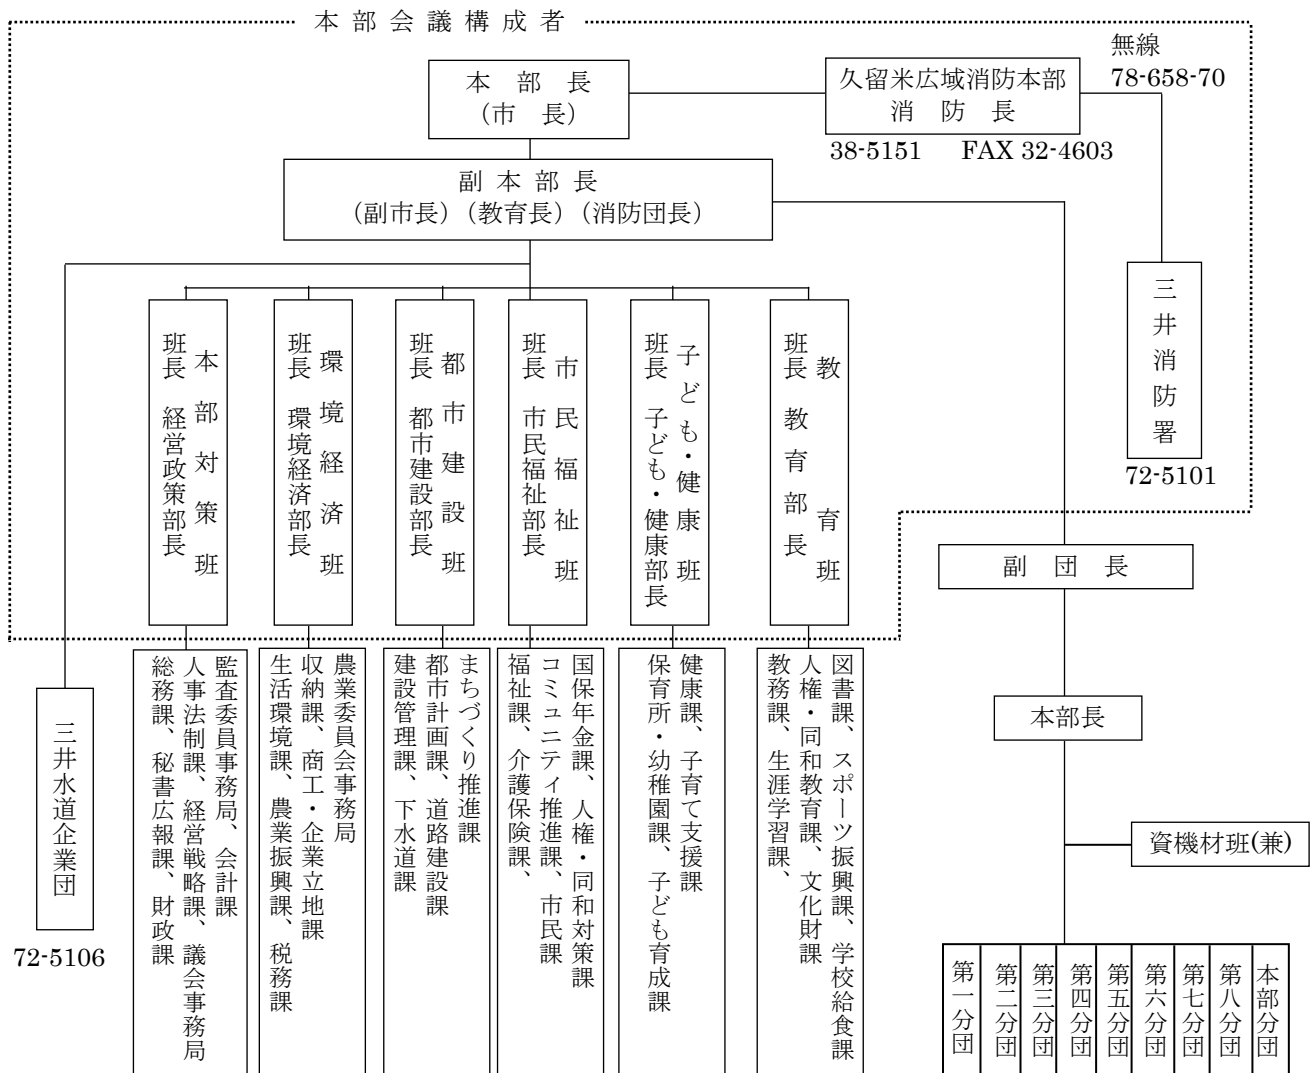 本部会議構成者
無線
78-658-70
本部長
(市長)
久留米広域消防本部
消防長
38-5151 FAX 32-4603
副本部長
(副市長)(教育長)(消防団長)
本部対策班
班長 経営政策部長
環境経済班
班長 環境経済部長
都市建設班
班長 都市建設部長
市民福祉班
班長 市民福祉部長
子ども・健康班
班長 子ども・健康部長
教育班
班長 教教育部長
三井消防署
72-5101
副団長
本部長
資機材班(兼)
三井水道企業団
72-5106
監査委員事務局、会計課
人事法制課、経営戦略課、議会事務局
総務課、秘書広報課、財政課
農業委員会事務局
収納課、商工・企業立地課
生活環境課、農業振興課、税務課
まちづくり推進課
都市計画課、道路建設課
建設管理課、下水道課
国保年金課、人権・同和対策課
コミュニティ推進課、市民課
福祉課、介護保険課、
健康課、子育て支援課
保育所・幼稚園課、子ども育成課
図書課、スポーツ振興課、学校給食課
人権・同和教育課、文化財課
教務課、生涯学習課、
第一分団
第二分団
第三分団
第四分団
第五分団
第六分団
第七分団
第八分団
本部分団